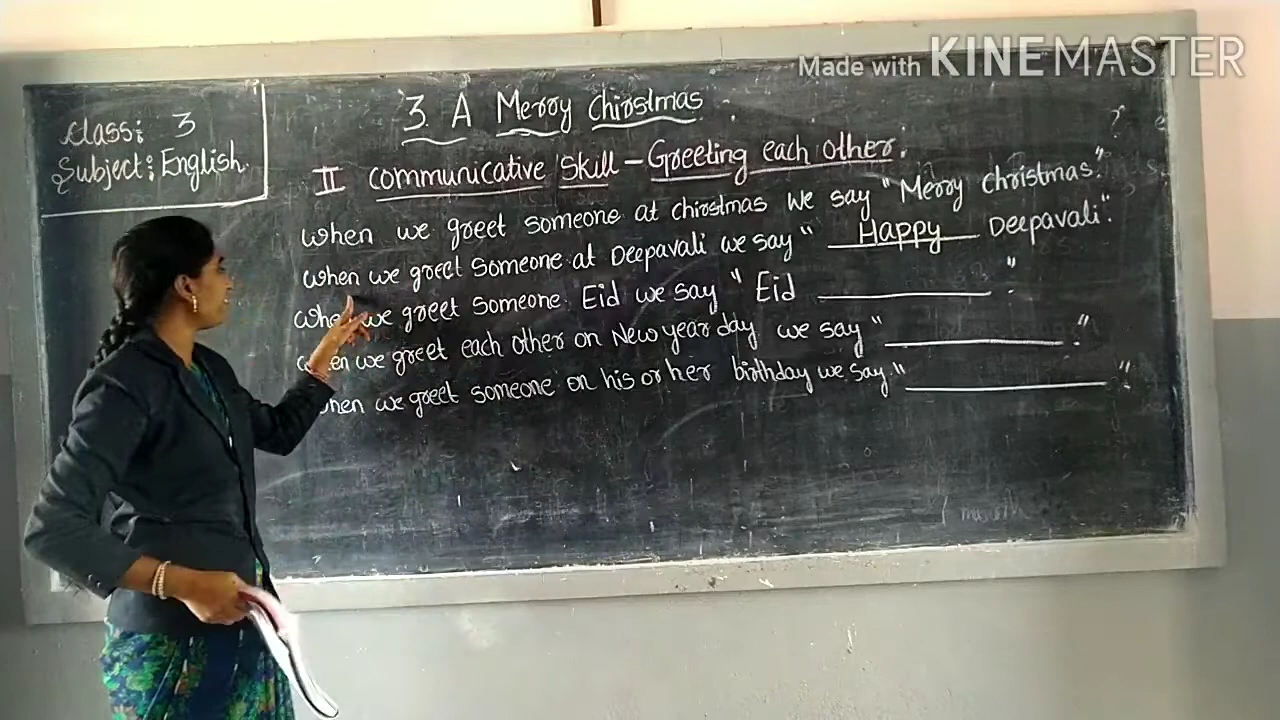 Made with KINEMASTER
Class: 3
Subject: English
3 A Merry Chirstmas
II Communicative Skill - Greeting each other.
When we greet someone at chirstmas We say "Merry Christmas."
When we greet Someone at Deepavali we say " Happy Deepavali".
When we greet Someone Eid we say " Eid ________ "
When we greet each other on New year day we say " ________ "
When we greet someone on his or her birthday we say " ________ "